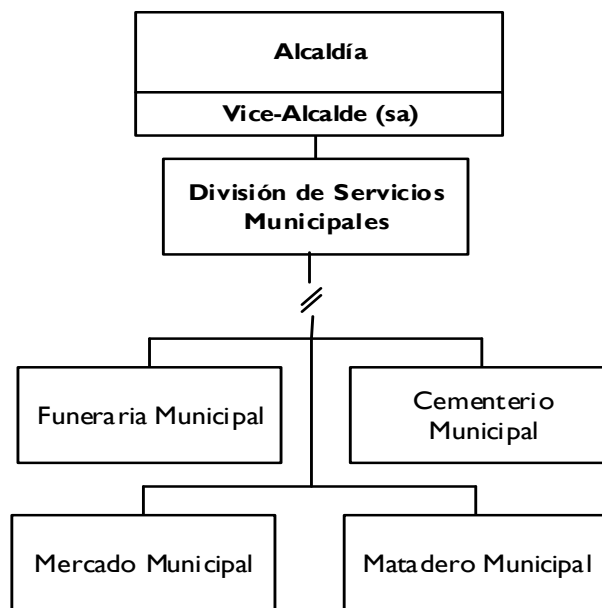 Alcaldía
Vice-Alcalde (sa)
División de Servicios
Municipales
Funeraria Municipal
Cementerio
Municipal
Mercado Municipal
Matadero Municipal